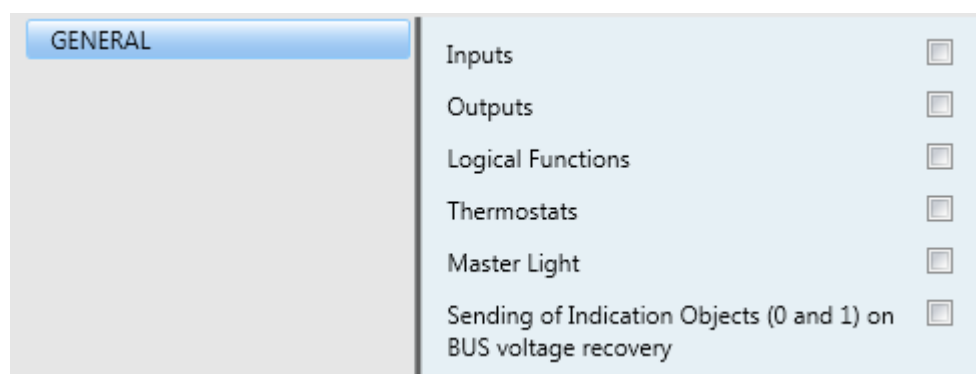 GENERAL
Inputs
Outputs
Logical Functions
Thermostats
Master Light
Sending of Indication Objects (0 and 1) on
BUS voltage recovery